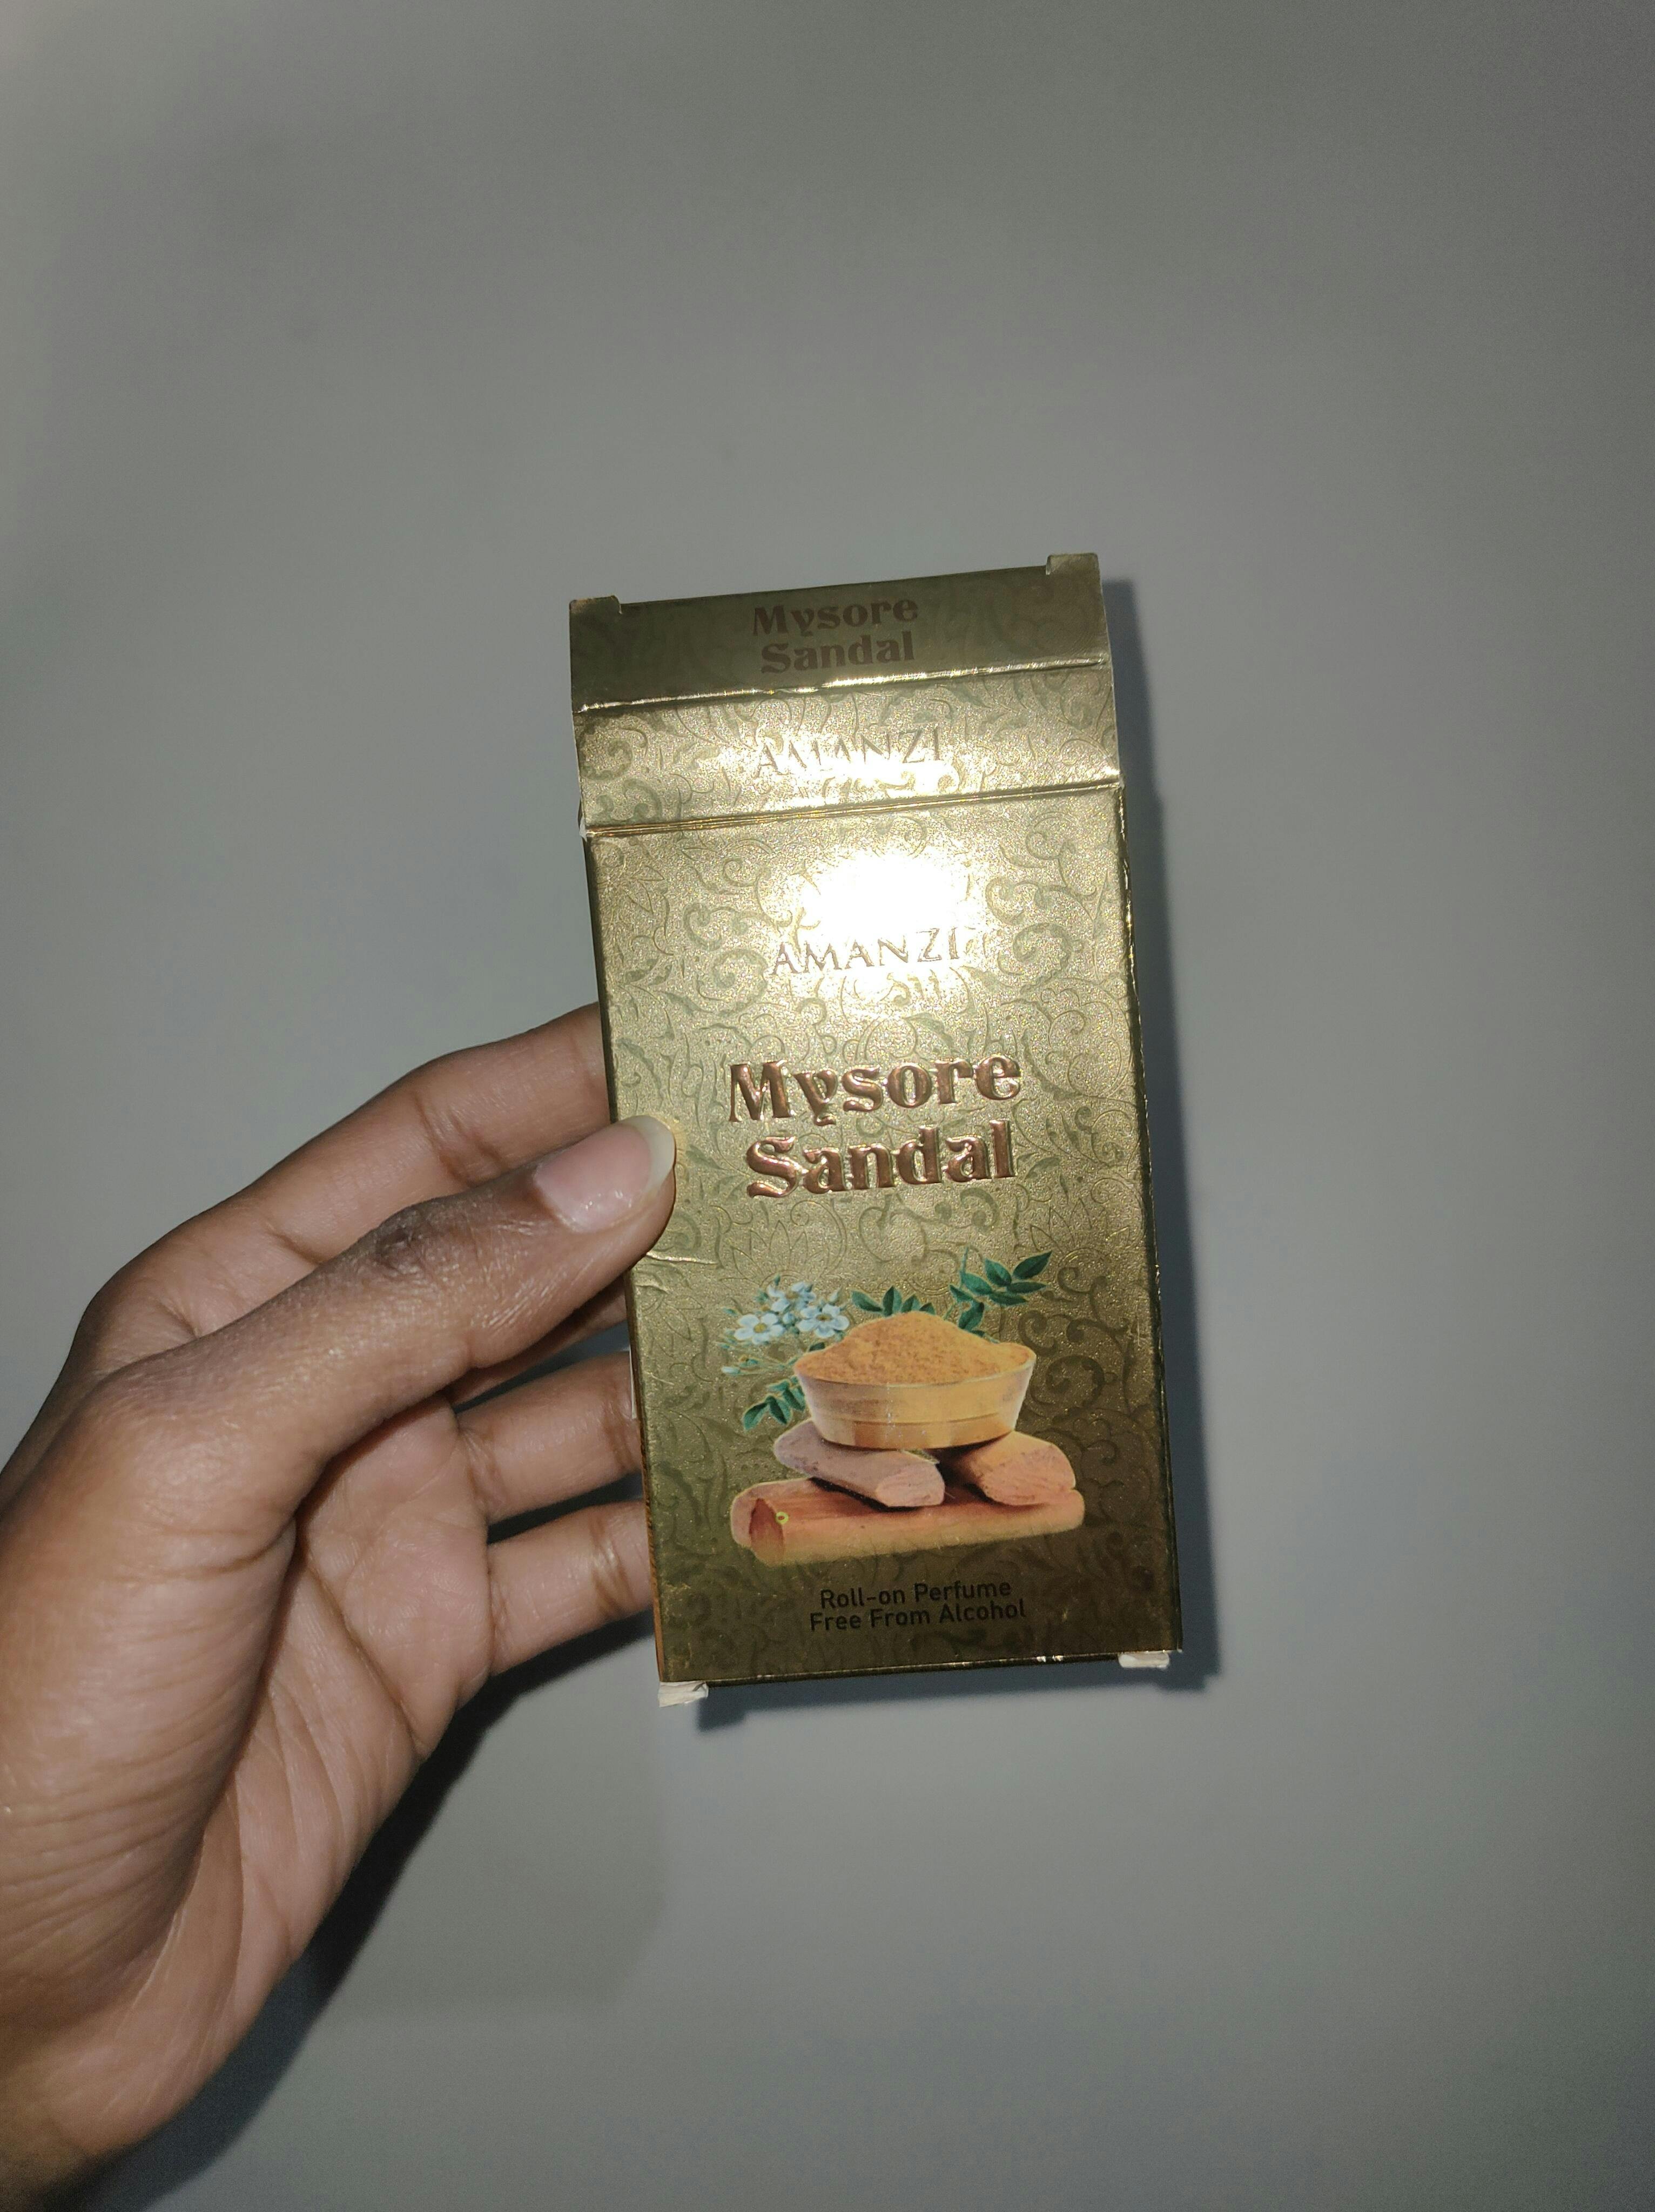 Mysore
Sandal
AMANZI
AMANZI
Mysore
Sandal
Roll-on Perfume
Free From Alcohol